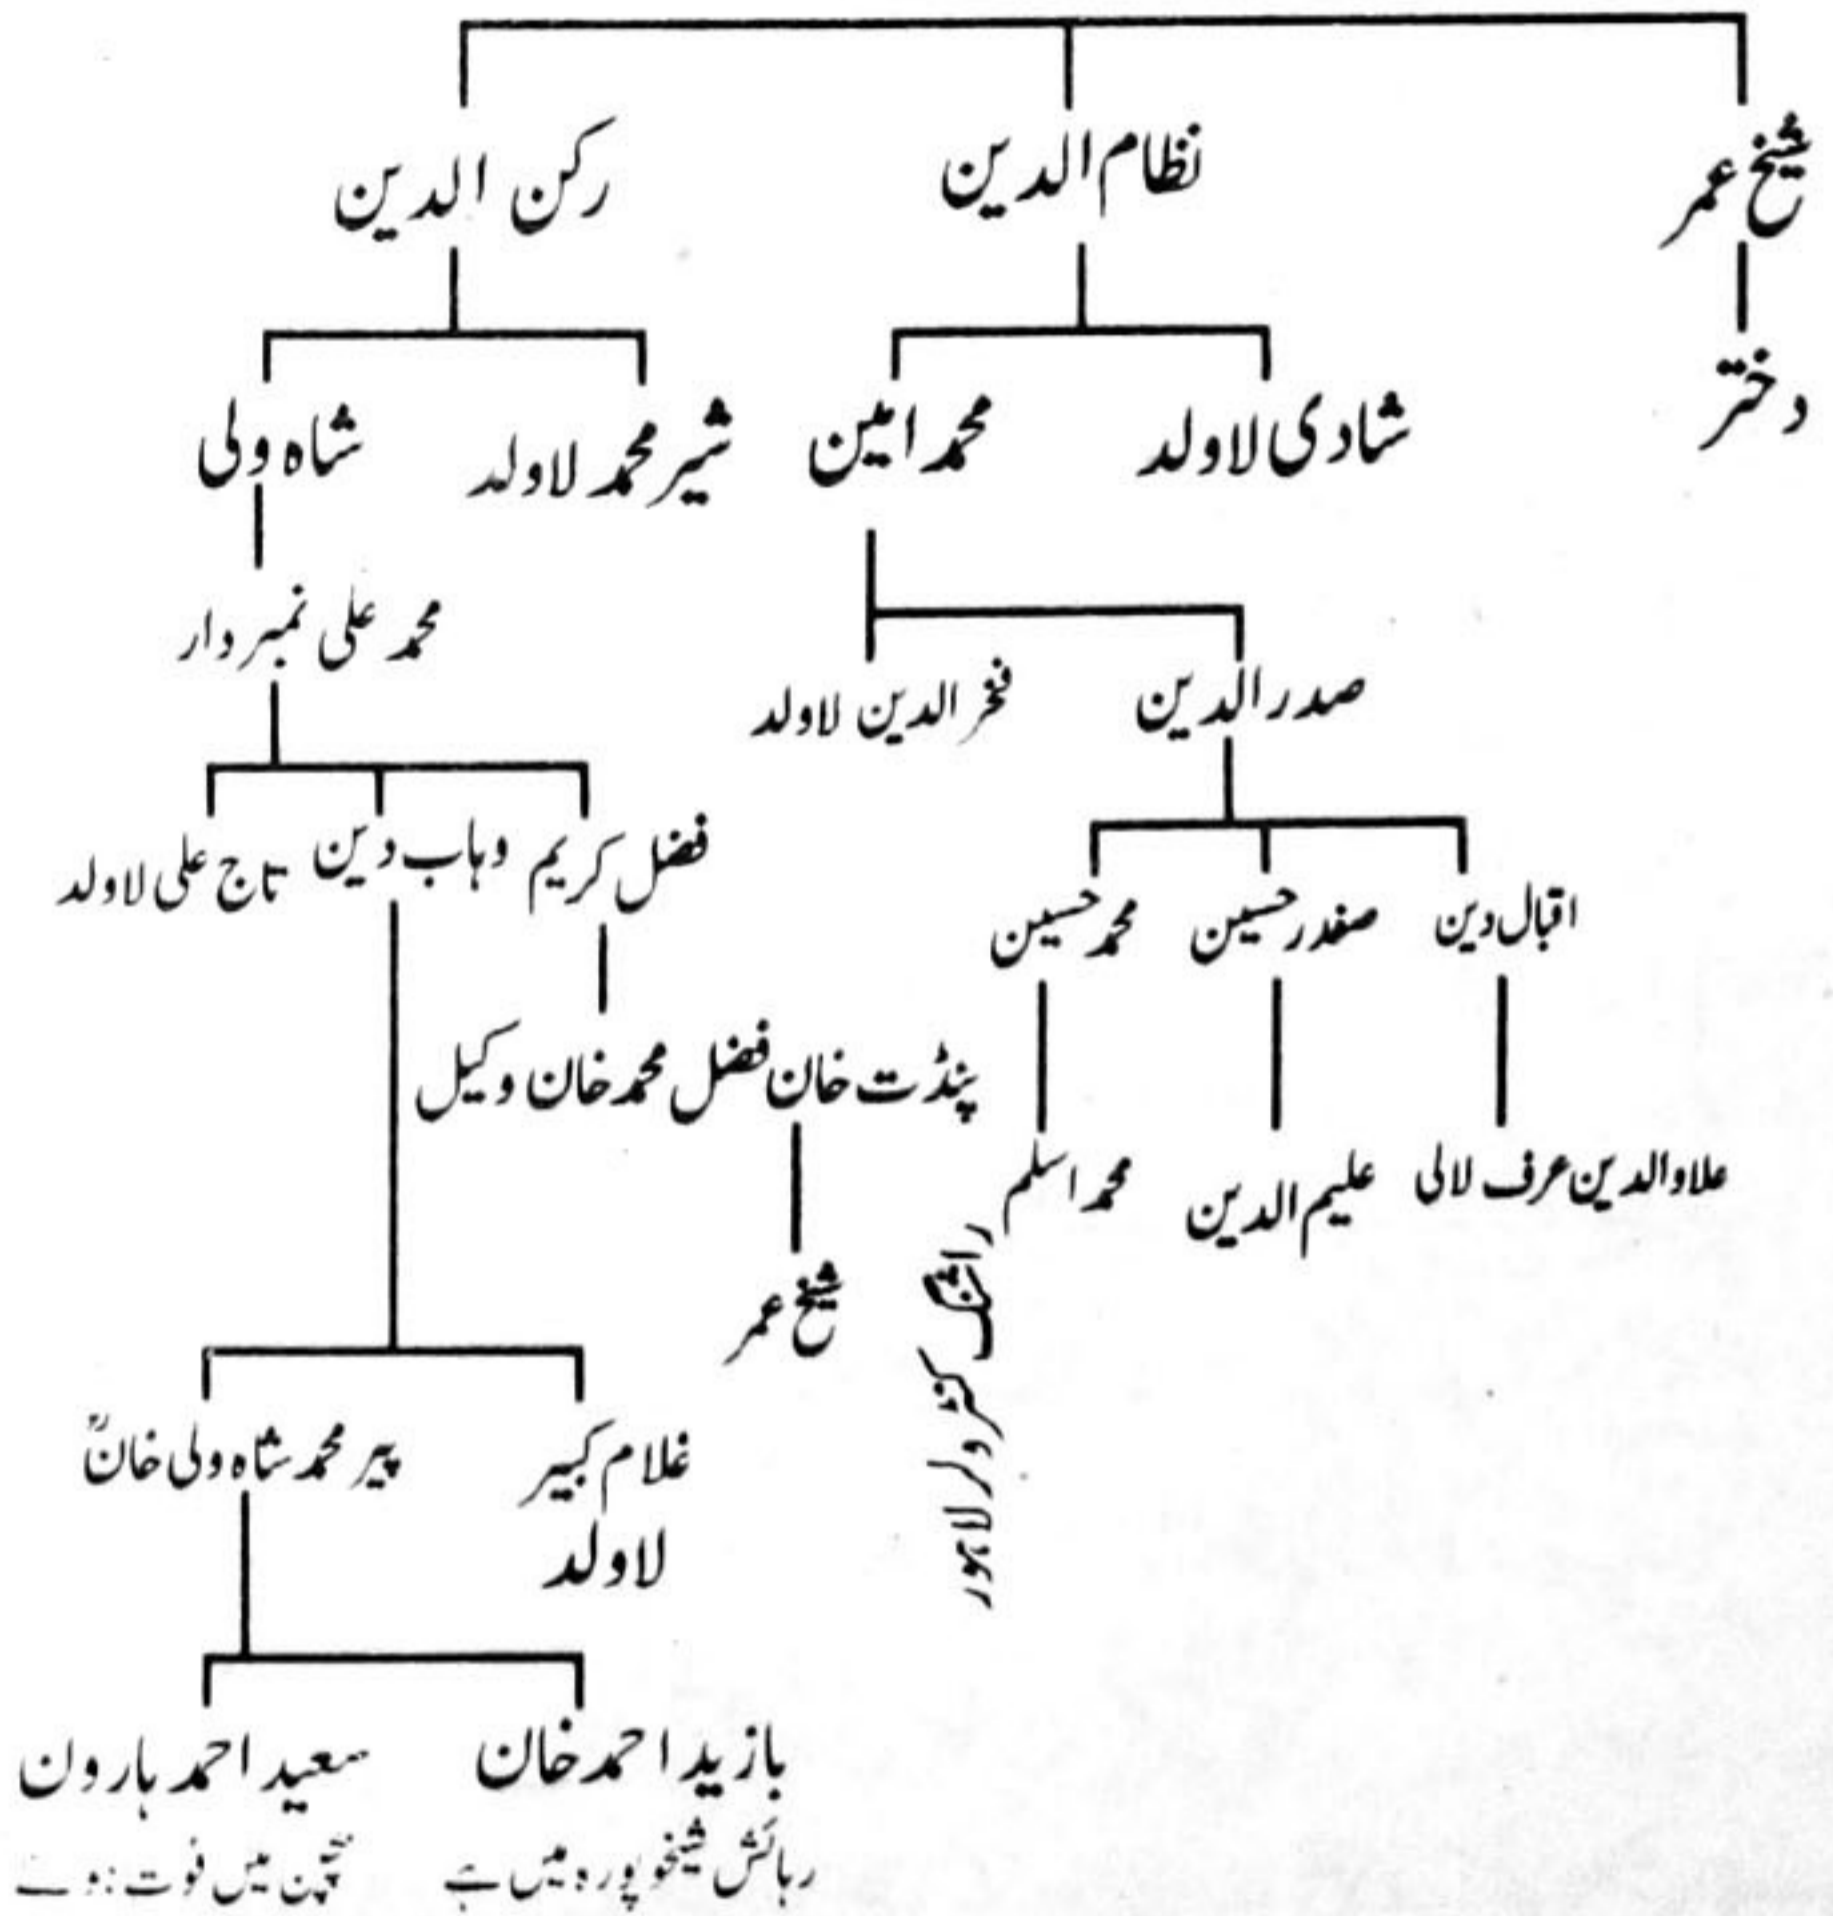 شیخ عمر
نظام الدین
رکن الدین
دختر
شادی لاولد
محمد امین
شیر محمد لاولد
شاہ ولی
محمد علی نمبردار
صدر الدین
فخر الدین لاولد
فضل کریم
وہاب دین
تاج علی لاولد
اقبال دین
صفدر حسین
محمد حسین
پنڈت خان فضل محمد خان وکیل
علاوالدین عرف لالی
علیم الدین
محمد اسلم
راشنگ کنٹرولر لاہور
شیخ عمر
غلام کبیر
لاولد
پیر محمد شاہ ولی خانؒ
بازید احمد خان
رہائش شیخوپورہ میں ہے
سعید احمد ہارون
بچپن میں فوت ہوئے